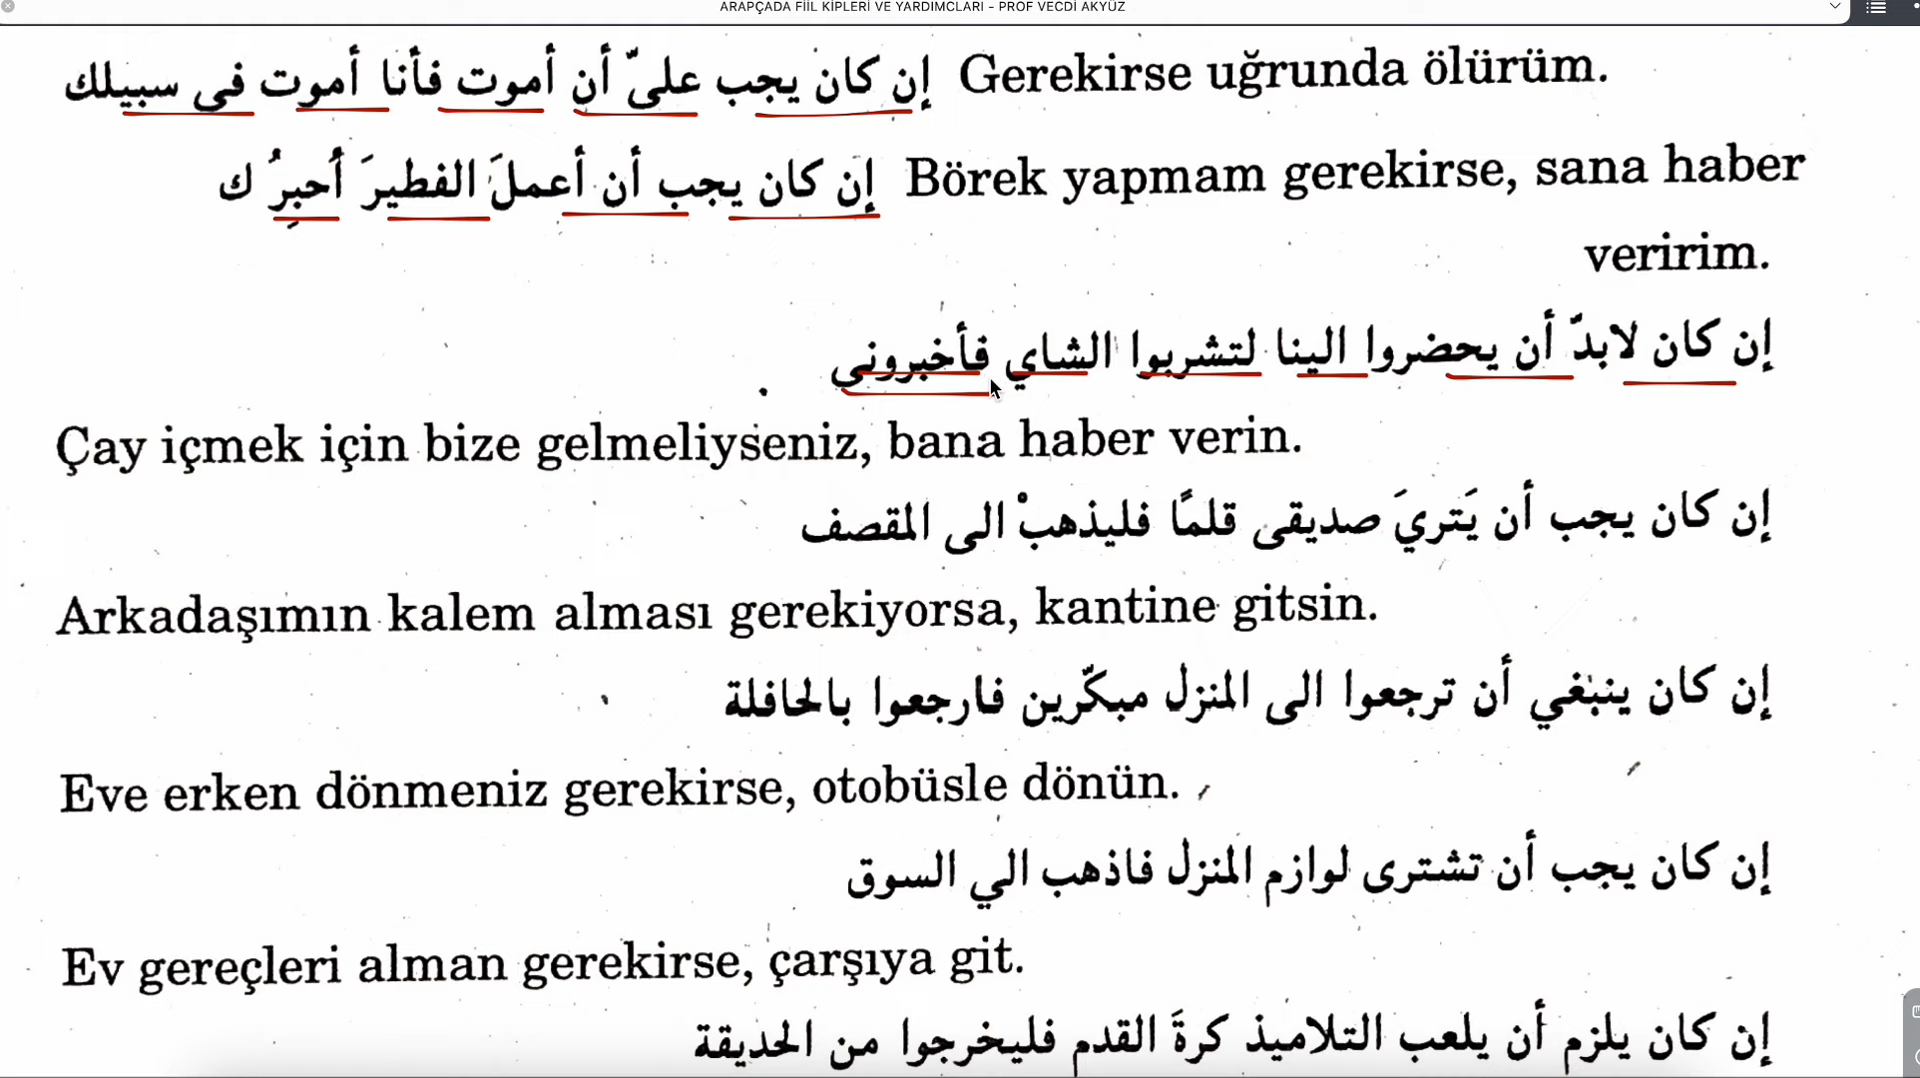 ARAPÇADA FİİL KİPLERİ VE YARDIMCLARI - PROF VECDİ AKYÜZ
إن كان يجب علىّ أن أموت فأنا أموت فى سبيلك Gerekirse uğrunda ölürüm.
إن كان يجب أن أعملَ الفطيرَ أُحبِرُ ك Börek yapmam gerekirse, sana haber
veririm.
إن كان لابدّ أن يحضروا الينا لتشربوا الشاي فأخبرونى
Çay içmek için bize gelmeliyseniz, bana haber verin.
إن كان يجب أن يَتريَ صديقى قلمًا فليذهبْ الى المقصف
Arkadaşımın kalem alması gerekiyorsa, kantine gitsin.
إن كان ينبغي أن ترجعوا الى المنزل مبكّرين فارجعوا بالحافلة
Eve erken dönmeniz gerekirse, otobüsle dönün.
إن كان يجب أن تشترى لوازم المنزل فاذهب الي السوق
Ev gereçleri alman gerekirse, çarşıya git.
إن كان يلزم أن يلعب التلاميذ كرةَ القدم فليخرجوا من الحديقة